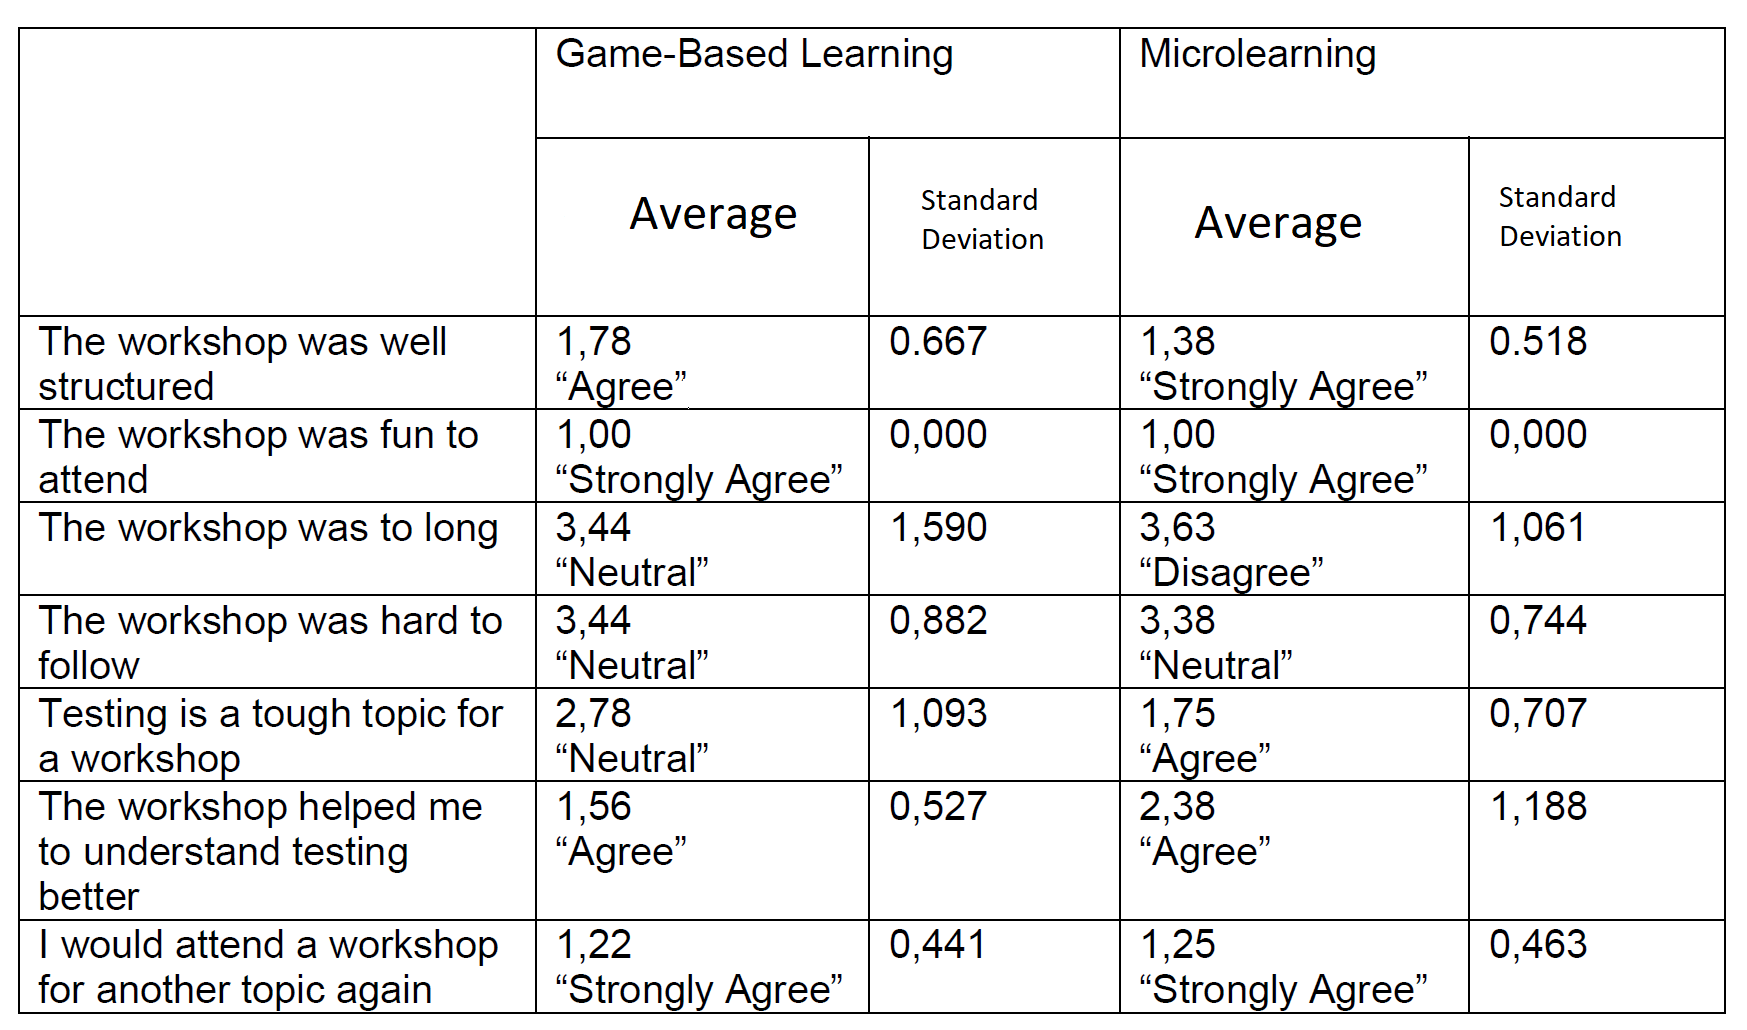 Game-Based Learning
Microlearning
Average
Standard
Deviation
Average
Standard
Deviation
The workshop was well
structured
1,78
“Agree”
0.667
1,38
“Strongly Agree”
0.518
The workshop was fun to
attend
1,00
“Strongly Agree”
0,000
1,00
“Strongly Agree”
0,000
The workshop was to long
3,44
“Neutral”
1,590
3,63
“Disagree”
1,061
The workshop was hard to
follow
3,44
“Neutral”
0,882
3,38
“Neutral”
0,744
Testing is a tough topic for
a workshop
2,78
“Neutral”
1,093
1,75
“Agree”
0,707
The workshop helped me
to understand testing
better
1,56
“Agree”
0,527
2,38
“Agree”
1,188
I would attend a workshop
for another topic again
1,22
“Strongly Agree”
0,441
1,25
“Strongly Agree”
0,463